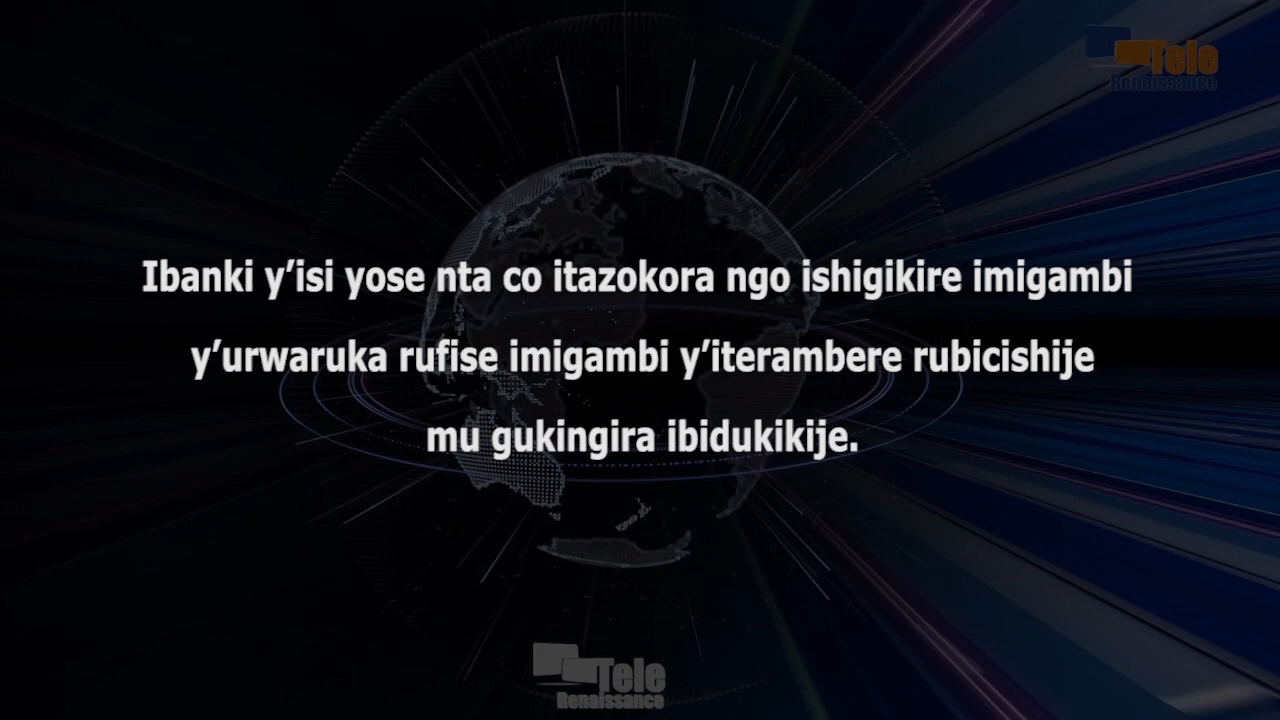 Tele
Renaissance
Ibanki y’isi yose nta co itazokora ngo ishigikire imigambi
y’urwaruka rufise imigambi y’iterambere rubicishije
mu gukingira ibidukikije.
Tele
Renaissance